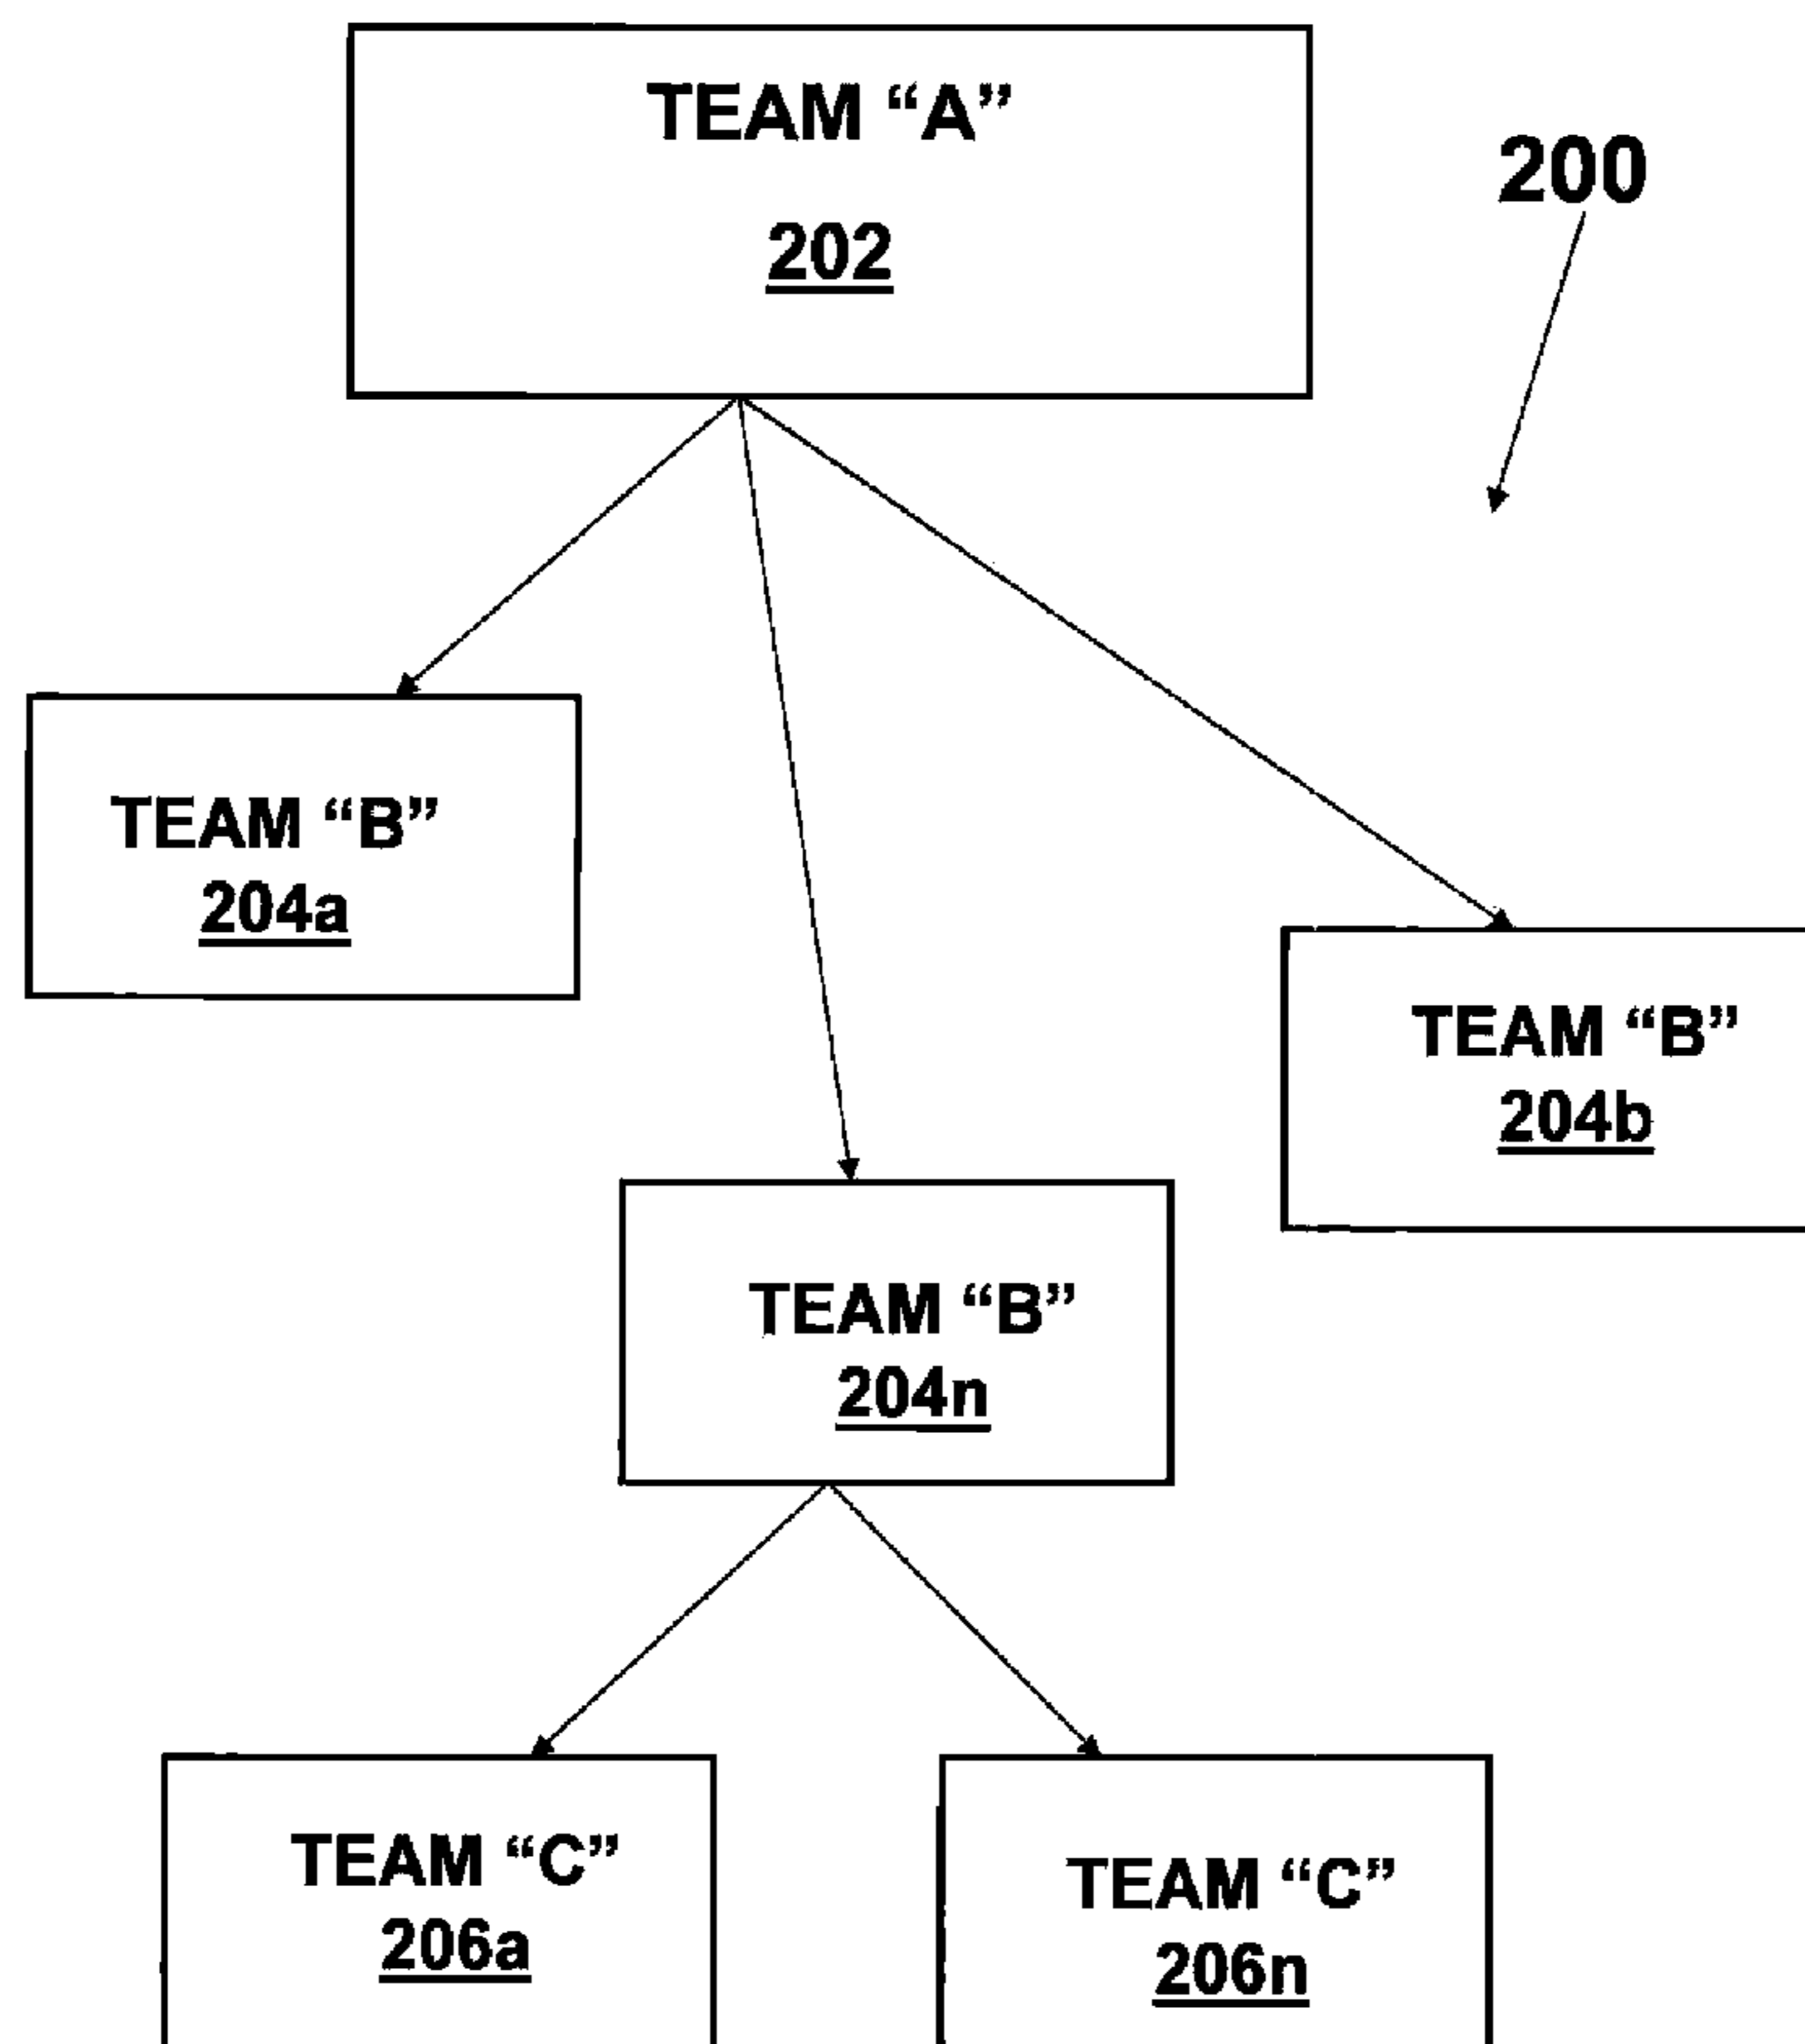 TEAM “A”
202
200
TEAM “B”
204a
TEAM “B”
204b
TEAM “B”
204n
TEAM “C”
206a
TEAM “C”
206n